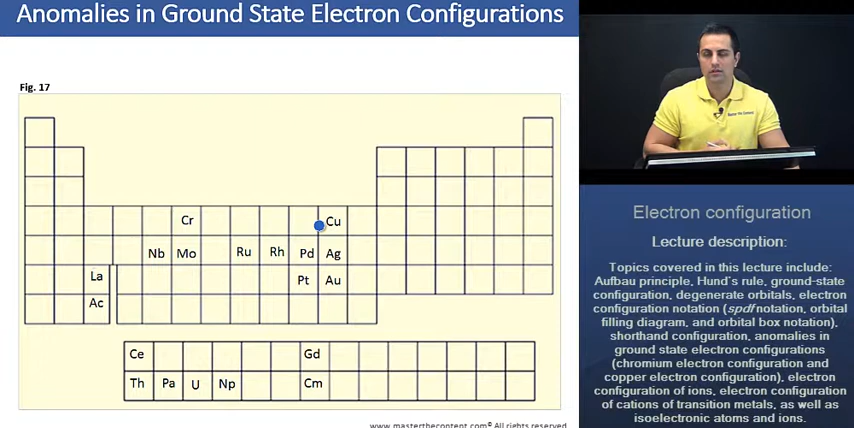 Anomalies in Ground State Electron Configurations
Fig. 17
Cr Cu
Nb Mo Ru Rh Pd Ag
La Pt Au
Ac
Ce Gd
Th Pa U Np Cm
www.masterthecontent.com© All rights reserved
Electron configuration
Lecture description:
Topics covered in this lecture include:
Aufbau principle, Hund's rule, ground-state
configuration, degenerate orbitals, electron
configuration notation (spdf notation, orbital
filling diagram, and orbital box notation),
shorthand configuration, anomalies in
ground state electron configurations
(chromium electron configuration and
copper electron configuration), electron
configuration of ions, electron configuration
of cations of transition metals, as well as
isoelectronic atoms and ions.